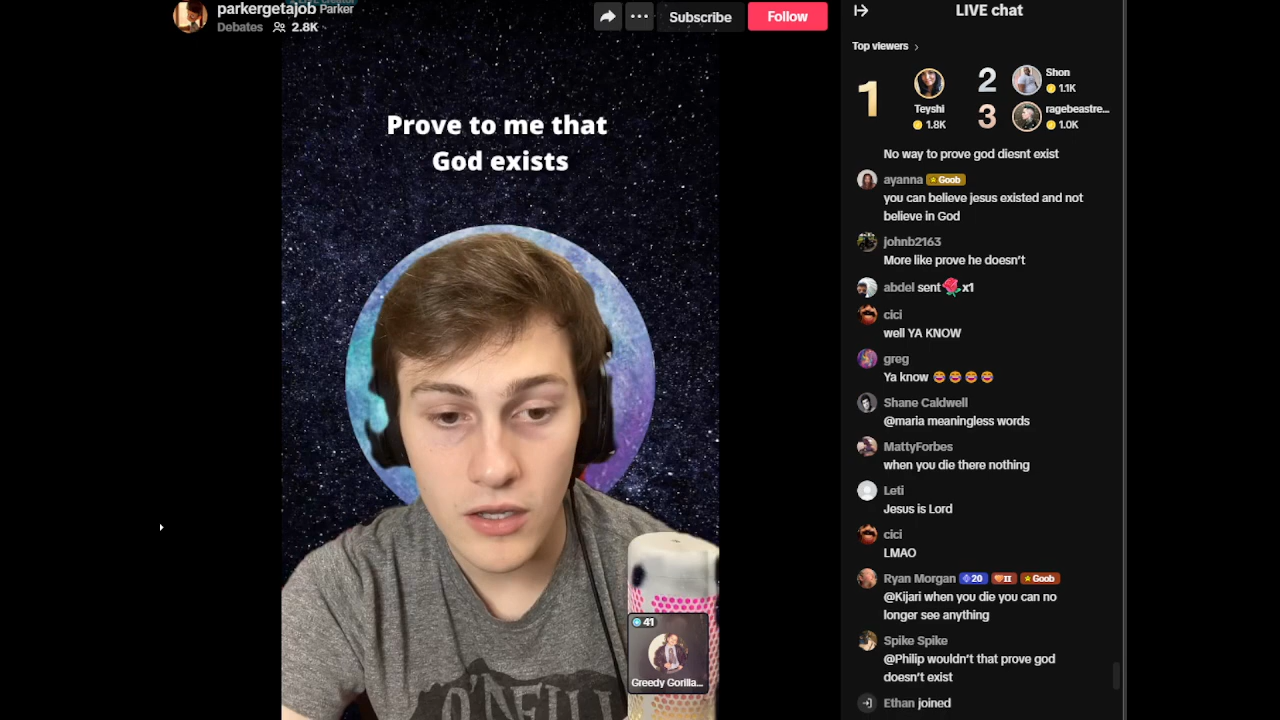 parkergetajob Parker
Debates 2.8K
Subscribe
Follow
Prove to me that
God exists
O'NEILL
41
Greedy Gorilla...
LIVE chat
Top viewers
1
Teyshi
1.8K
2
Shon
1.1K
3
ragebeastre...
1.0K
No way to prove god diesnt exist
ayanna Goob
you can believe jesus existed and not
believe in God
johnb2163
More like prove he doesn't
abdel sent x1
cici
well YA KNOW
greg
Ya know
Shane Caldwell
@maria meaningless words
MattyForbes
when you die there nothing
Leti
Jesus is Lord
cici
LMAO
Ryan Morgan 20 II Goob
@Kijari when you die you can no
longer see anything
Spike Spike
@Philip wouldn't that prove god
doesn't exist
Ethan joined